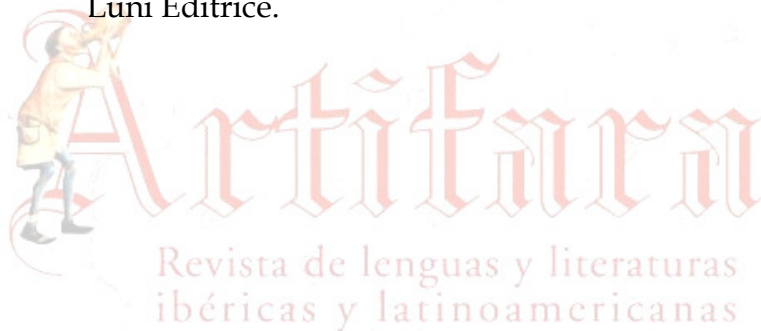 Luni Editrice.
Artifara
Revista de lenguas y literaturas
ibéricas y latinoamericanas